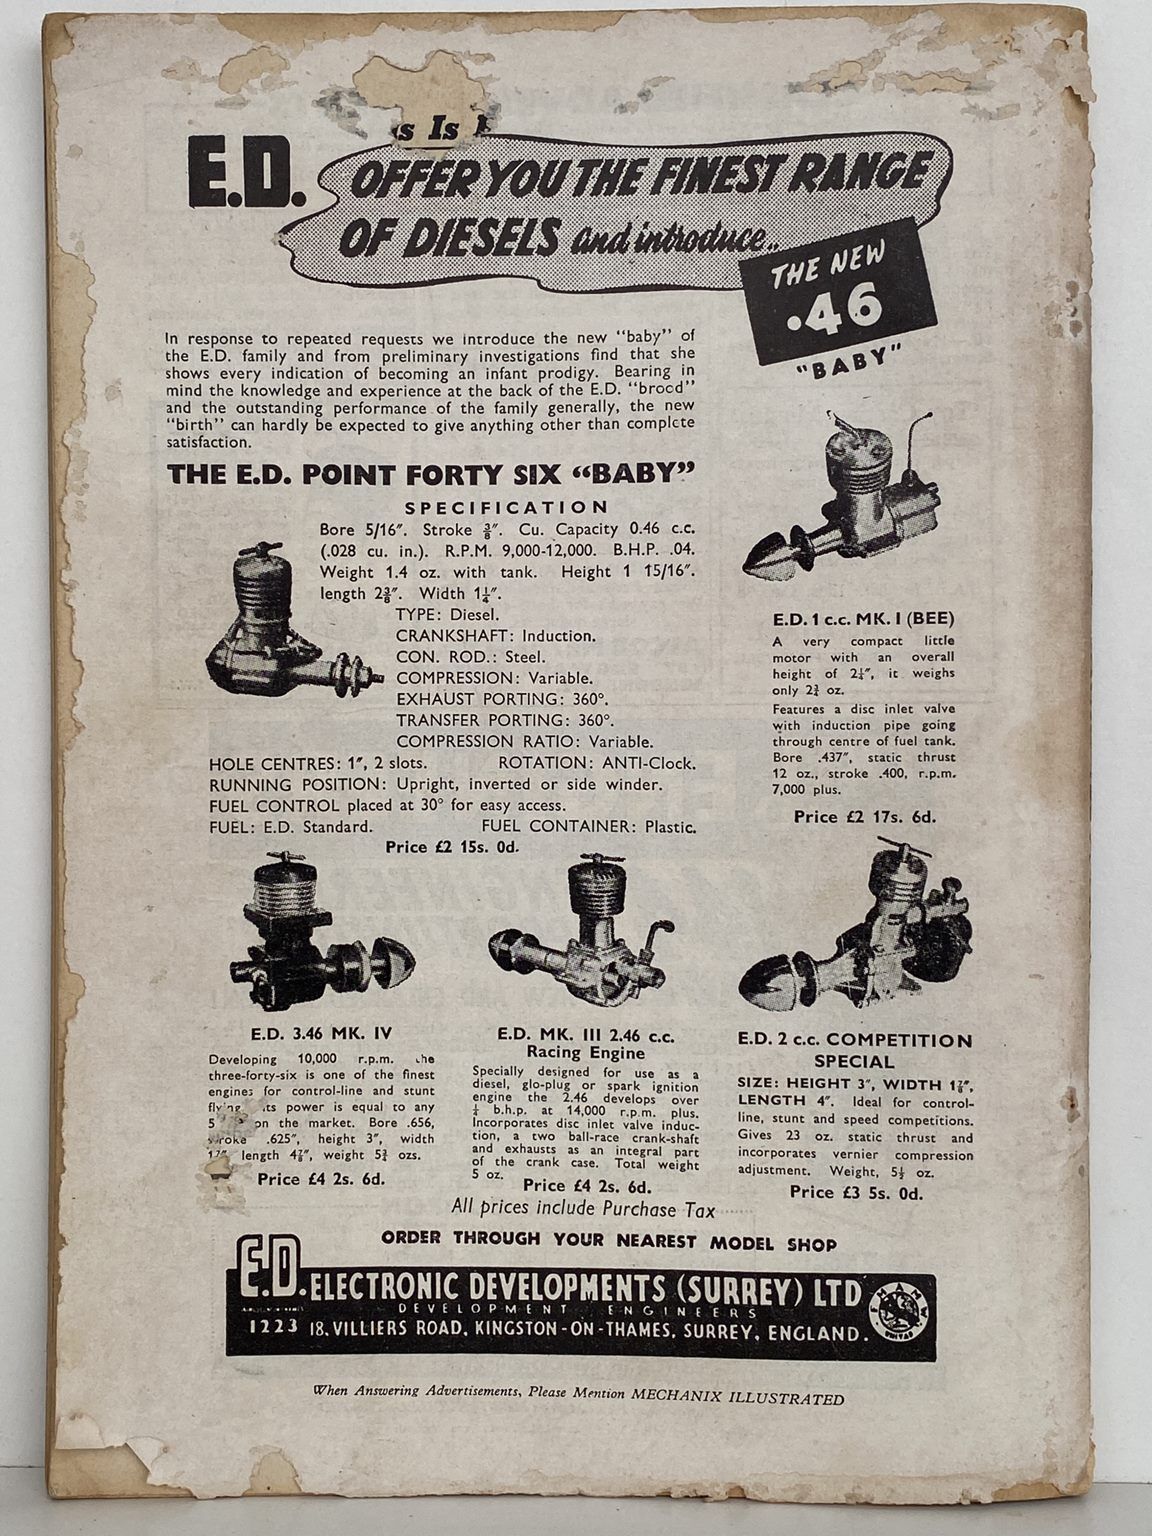 s Is
E.D. OFFER YOU THE FINEST RANGE
OF DIESELS and introduce..
THE NEW
.46
"BABY"
In response to repeated requests we introduce the new "baby" of
the E.D. family and from preliminary investigations find that she
shows every indication of becoming an infant prodigy. Bearing in
mind the knowledge and experience at the back of the E.D. "brood"
and the outstanding performance of the family generally, the new
"birth" can hardly be expected to give anything other than complete
satisfaction.
THE E.D. POINT FORTY SIX "BABY"
SPECIFICATION
Bore 5/16″. Stroke ⅜″. Cu. Capacity 0.46 c.c.
(.028 cu. in.). R.P.M. 9,000-12,000. B.H.P. .04.
Weight 1.4 oz. with tank. Height 1 15/16″.
length 2⅜″. Width 1¼″.
TYPE: Diesel.
CRANKSHAFT: Induction.
CON. ROD.: Steel.
COMPRESSION: Variable.
EXHAUST PORTING: 360°.
TRANSFER PORTING: 360°.
COMPRESSION RATIO: Variable.
HOLE CENTRES: 1″, 2 slots. ROTATION: ANTI-Clock.
RUNNING POSITION: Upright, inverted or side winder.
FUEL CONTROL placed at 30° for easy access.
FUEL: E.D. Standard. FUEL CONTAINER: Plastic.
Price £2 15s. 0d.
E.D. 1 c.c. MK. I (BEE)
A very compact little
motor with an overall
height of 2¼″, it weighs
only 2¾ oz.
Features a disc inlet valve
with induction pipe going
through centre of fuel tank.
Bore .437″, static thrust
12 oz., stroke .400, r.p.m.
7,000 plus.
Price £2 17s. 6d.
E.D. 3.46 MK. IV
Developing 10,000 r.p.m. the
three-forty-six is one of the finest
engines for control-line and stunt
flying its power is equal to any
5 on the market. Bore .656,
stroke .625″, height 3″, width
length 4⅞″, weight 5¾ ozs.
Price £4 2s. 6d.
E.D. MK. III 2.46 c.c.
Racing Engine
Specially designed for use as a
diesel, glo-plug or spark ignition
engine the 2.46 develops over
¼ b.h.p. at 14,000 r.p.m. plus.
Incorporates disc inlet valve induc-
tion, a two ball-race crank-shaft
and exhausts as an integral part
of the crank case. Total weight
5 oz.
Price £4 2s. 6d.
E.D. 2 c.c. COMPETITION
SPECIAL
SIZE: HEIGHT 3″, WIDTH 1⅞″,
LENGTH 4″. Ideal for control-
line, stunt and speed competitions.
Gives 23 oz. static thrust and
incorporates vernier compression
adjustment. Weight, 5½ oz.
Price £3 5s. 0d.
All prices include Purchase Tax
ORDER THROUGH YOUR NEAREST MODEL SHOP
E.D. ELECTRONIC DEVELOPMENTS (SURREY) LTD
DEVELOPMENT ENGINEERS
1223 18, VILLIERS ROAD, KINGSTON-ON-THAMES, SURREY, ENGLAND.
When Answering Advertisements, Please Mention MECHANIX ILLUSTRATED